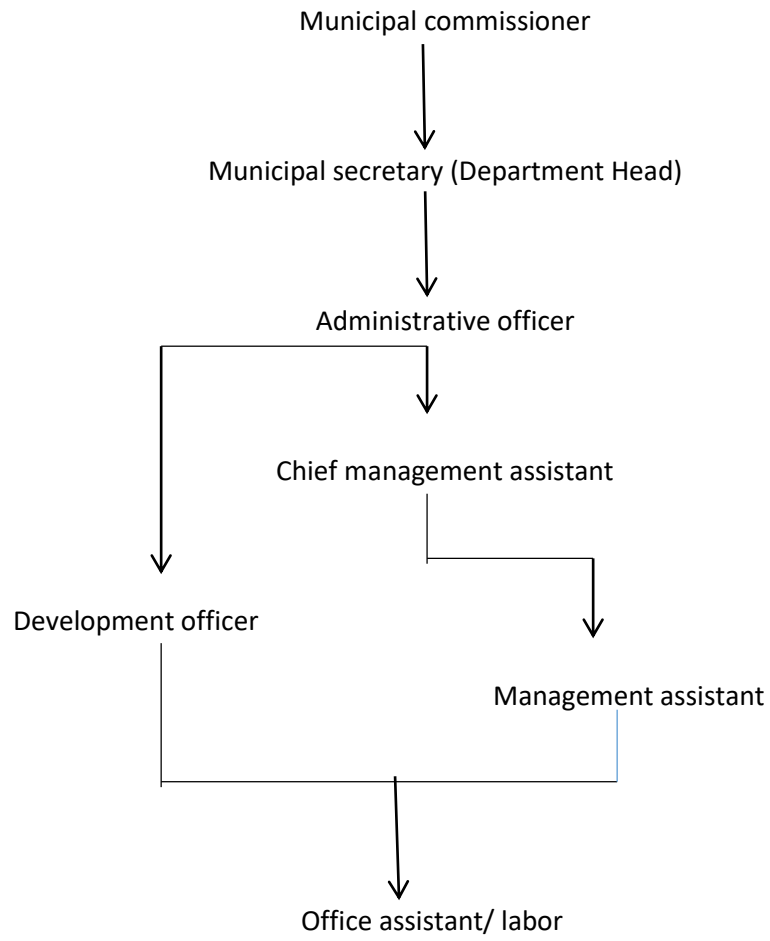 Municipal commissioner
Municipal secretary (Department Head)
Administrative officer
Chief management assistant
Development officer
Management assistant
Office assistant/ labor